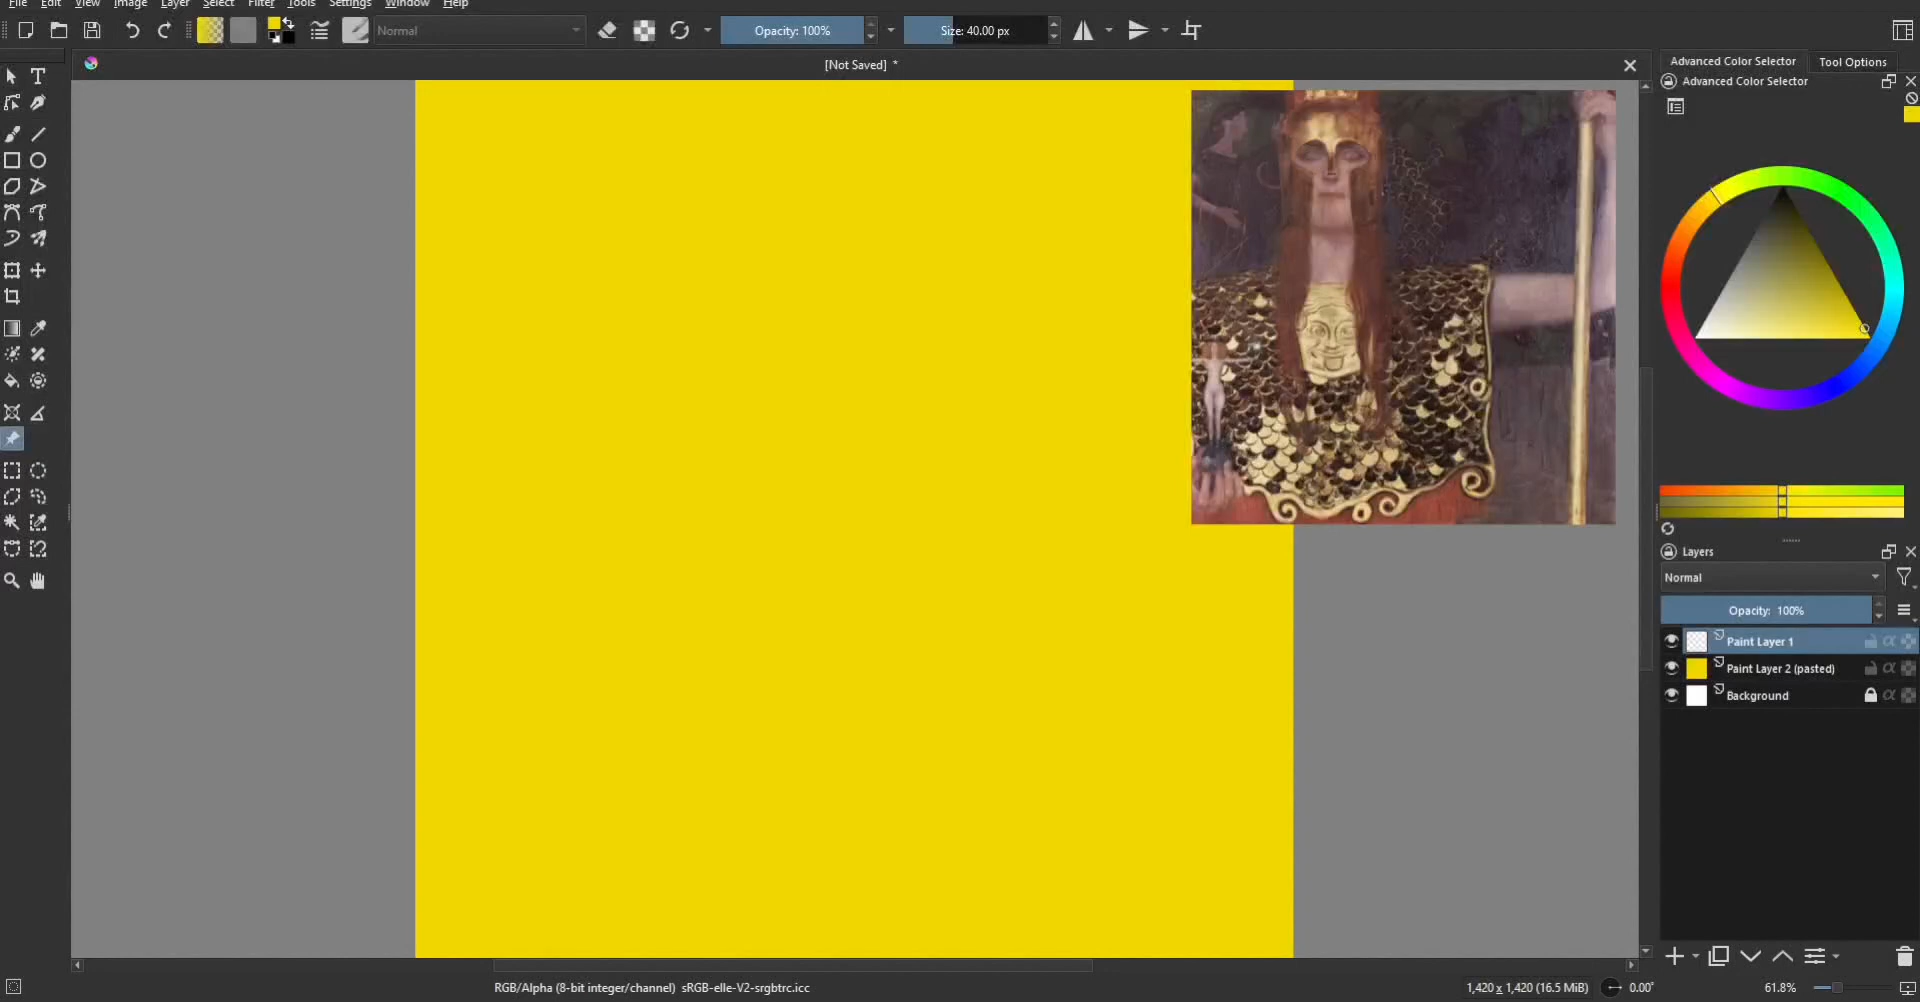 File Edit View Image Layer Select Filter Tools Settings Window Help
Normal
Opacity: 100%
Size: 40.00 px
[Not Saved] *
Advanced Color Selector
Tool Options
Advanced Color Selector
Layers
Normal
Opacity: 100%
Paint Layer 1
Paint Layer 2 (pasted)
Background
RGB/Alpha (8-bit integer/channel) sRGB-elle-V2-srgbtrc.icc
1,420 x 1,420 (16.5 MiB)
0.00°
61.8%